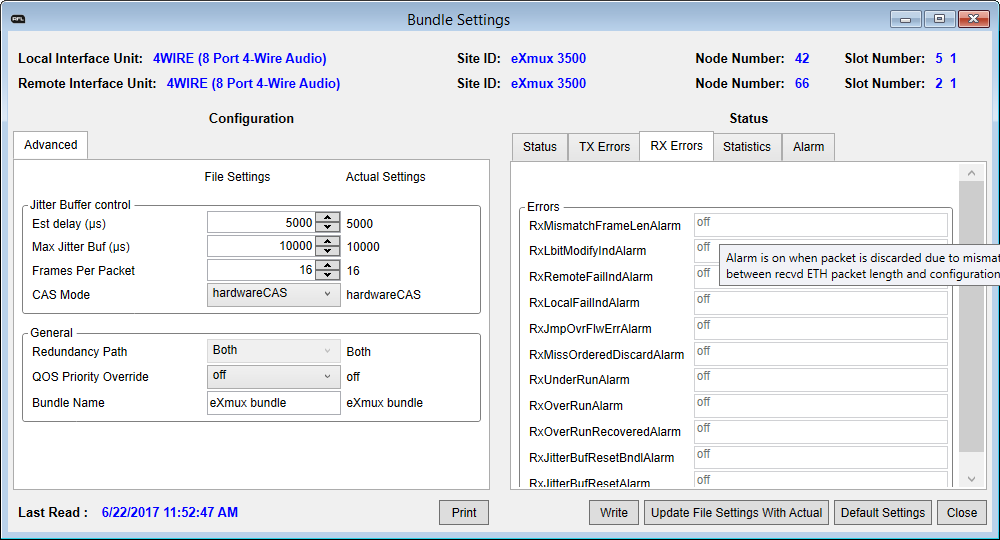 RFL
Bundle Settings
Local Interface Unit: 4WIRE (8 Port 4-Wire Audio) Site ID: eXmux 3500 Node Number: 42 Slot Number: 5 1
Remote Interface Unit: 4WIRE (8 Port 4-Wire Audio) Site ID: eXmux 3500 Node Number: 66 Slot Number: 2 1
Configuration
Advanced
File Settings Actual Settings
Jitter Buffer control
Est delay (µs) 5000 5000
Max Jitter Buf (µs) 10000 10000
Frames Per Packet 16 16
CAS Mode hardwareCAS hardwareCAS
General
Redundancy Path Both Both
QOS Priority Override off off
Bundle Name eXmux bundle eXmux bundle
Status
Status TX Errors RX Errors Statistics Alarm
Errors
RxMismatchFrameLenAlarm off
RxLbitModifyIndAlarm off
Alarm is on when packet is discarded due to mismat
between recvd ETH packet length and configuration
RxRemoteFailIndAlarm off
RxLocalFailIndAlarm off
RxJmpOvrFlwErrAlarm off
RxMissOrderedDiscardAlarm off
RxUnderRunAlarm off
RxOverRunAlarm off
RxOverRunRecoveredAlarm off
RxJitterBufResetBndlAlarm off
RxJitterBufResetAlarm off
Last Read : 6/22/2017 11:52:47 AM Print Write Update File Settings With Actual Default Settings Close